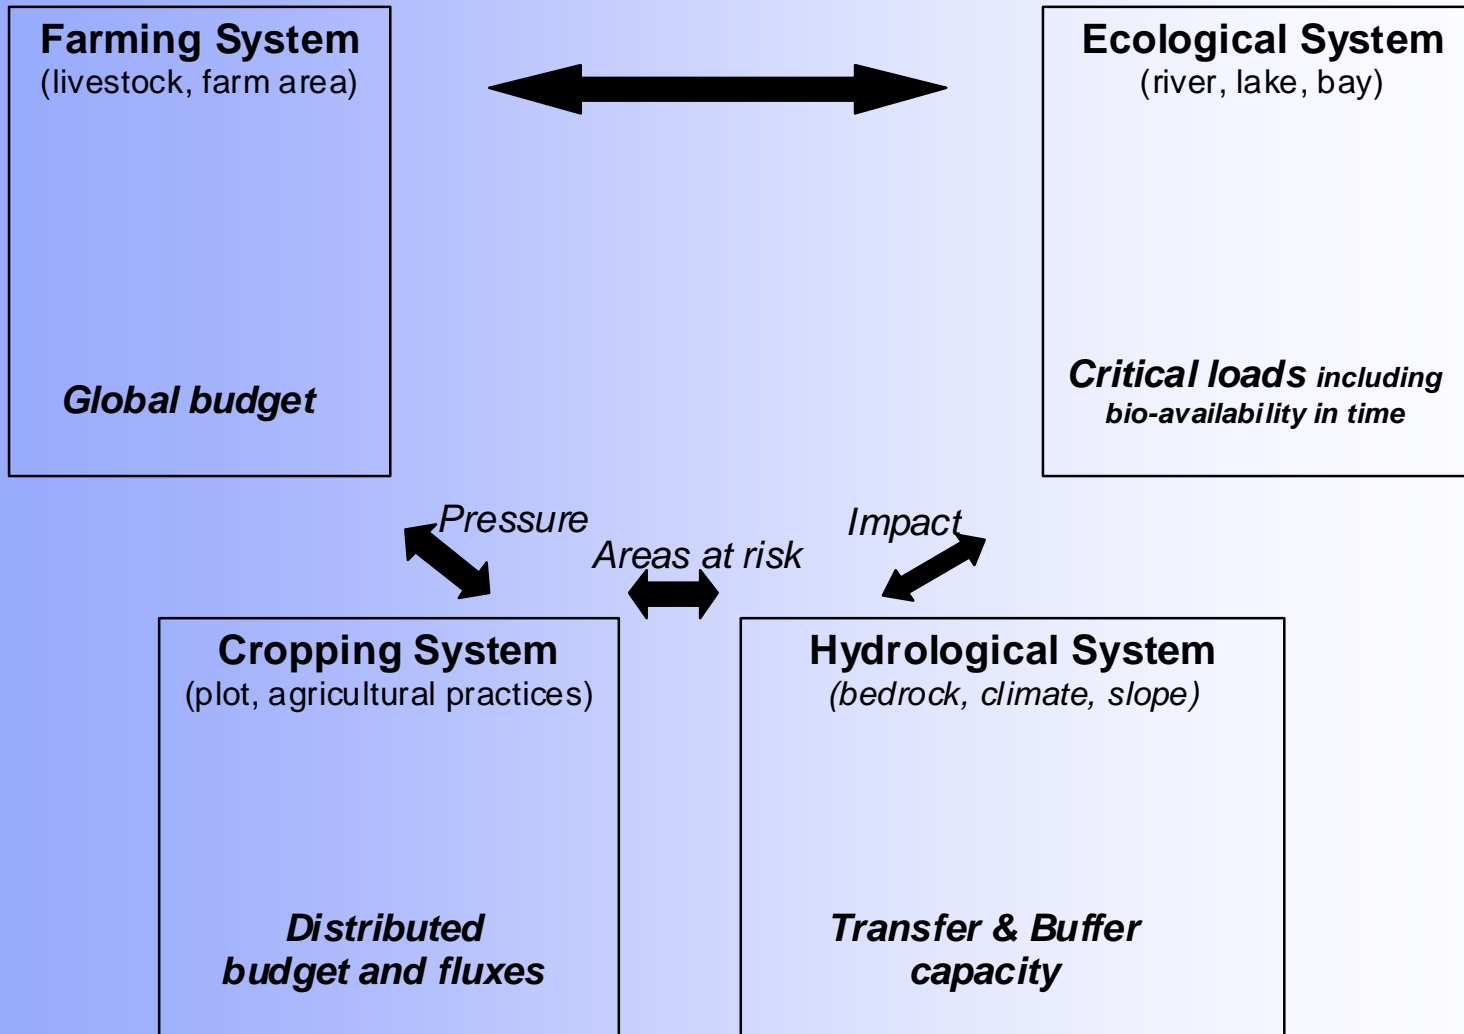 Farming System
(livestock, farm area)
Global budget
Ecological System
(river, lake, bay)
Critical loads including
bio-availability in time
Pressure
Areas at risk
Impact
Cropping System
(plot, agricultural practices)
Distributed
budget and fluxes
Hydrological System
(bedrock, climate, slope)
Transfer & Buffer
capacity